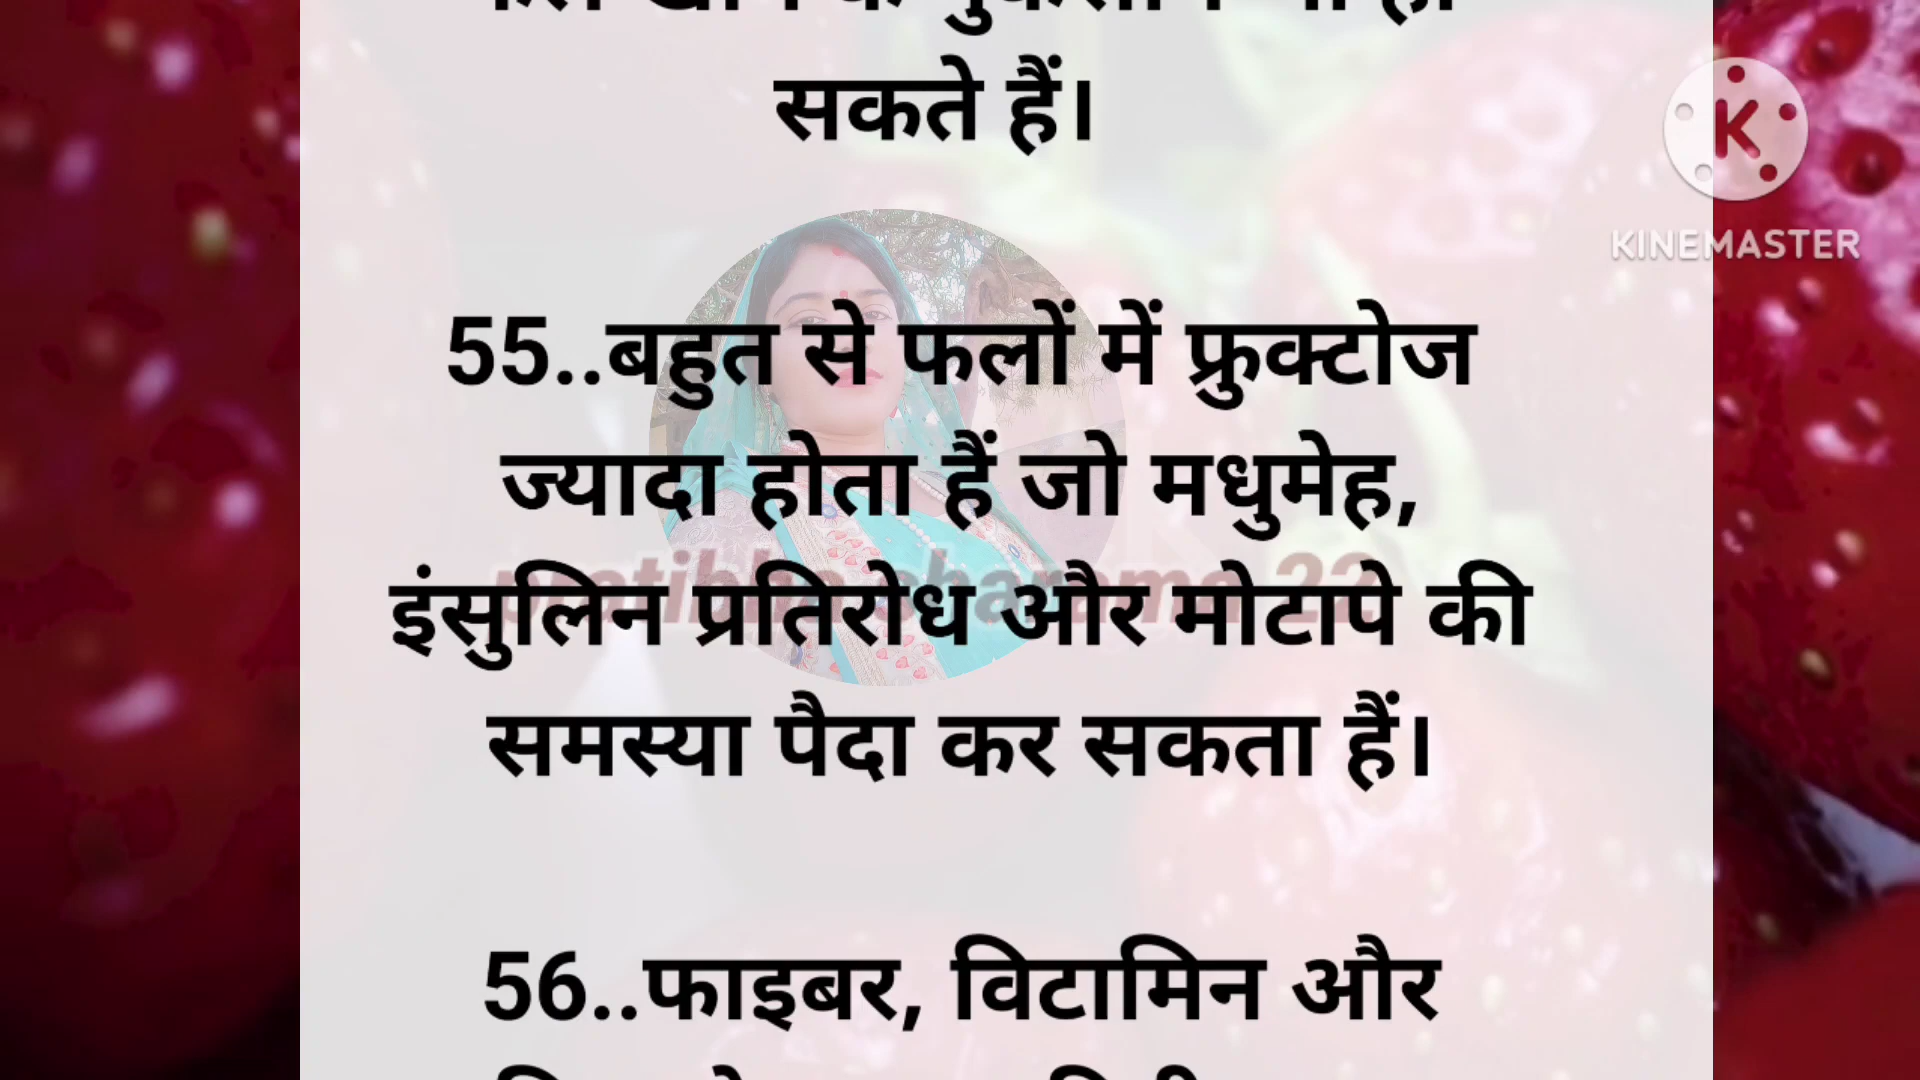 सकते हैं।
55..बहुत से फलों में फ्रुक्टोज
ज्यादा होता हैं जो मधुमेह,
इंसुलिन प्रतिरोध और मोटापे की
समस्या पैदा कर सकता हैं।
56..फाइबर, विटामिन और
K
KINEMASTER